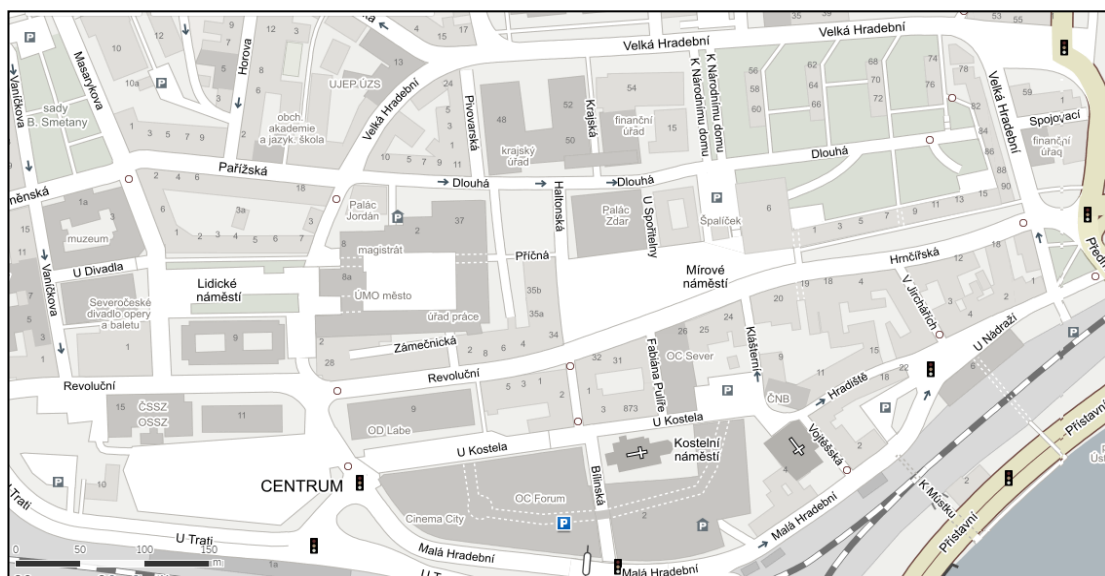 Velká Hradební
Velká Hradební
Masarykova
Horova
Vaníčkova
sady
B. Smetany
UJEP ÚZS
Velká Hradební
obch.
akademie
a jazyk. škola
Pivovarská
krajský
úřad
Krajská
finanční
úřad
K Národnímu domu
K Národnímu domu
Velká Hradební
Spojovací
finanční
úřad
Pařížská
Dlouhá
Dlouhá
Dlouhá
Palác
Jordán
Haltonská
Palác
Zdar
U Spořitelny
Špalíček
muzeum
magistrát
Příčná
Mírové
náměstí
Hrnčířská
U Divadla
Vaníčkova
Lidické
náměstí
ÚMO město
úřad práce
Severočeské
divadlo opery
a baletu
V Jirchářích
Zámečnická
Klášterní
U Nádraží
Fabiána Pulíře
OC Sever
Revoluční
Revoluční
ČNB
Hradiště
ČSSZ
OSSZ
OD Labe
U Kostela
U Kostela
Kostelní
náměstí
Vojtěšská
Přístavní
CENTRUM
OC Forum
Bílinská
K Můstku
Přístavní
Cinema City
U Trati
U Trati
Malá Hradební
Malá Hradební
Malá Hradební
0 50 100 150
m